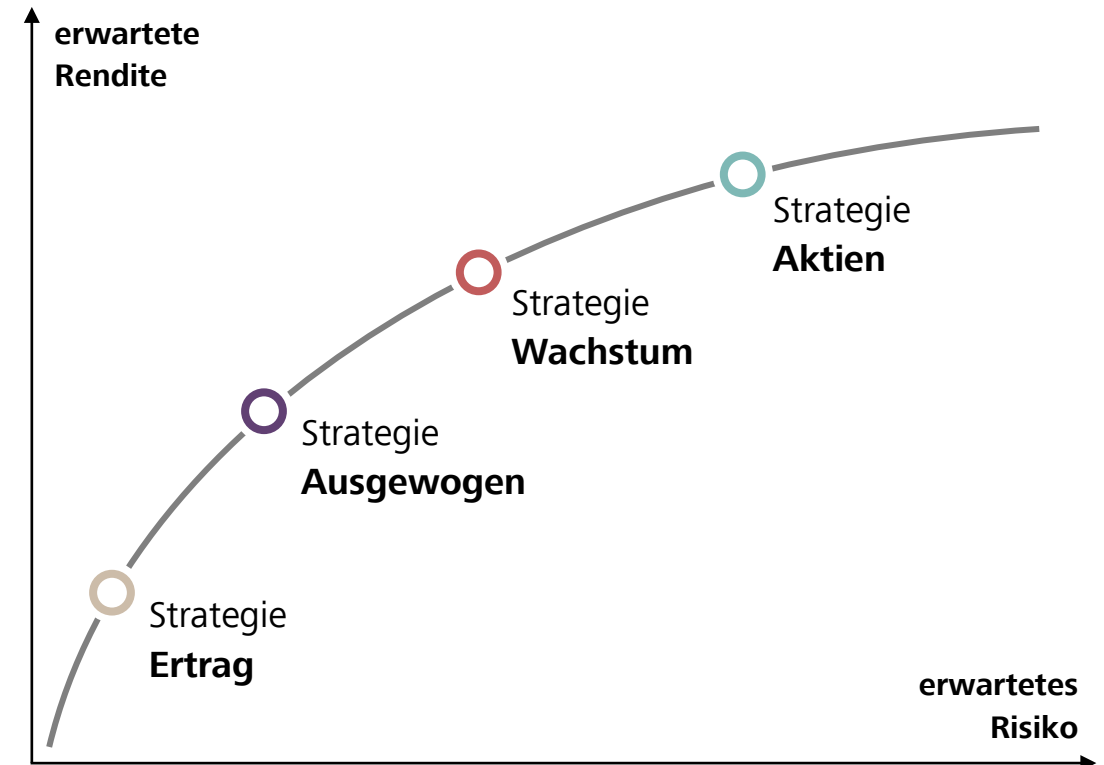 erwartete
Rendite
Strategie
Aktien
Strategie
Wachstum
Strategie
Ausgewogen
Strategie
Ertrag
erwartetes
Risiko